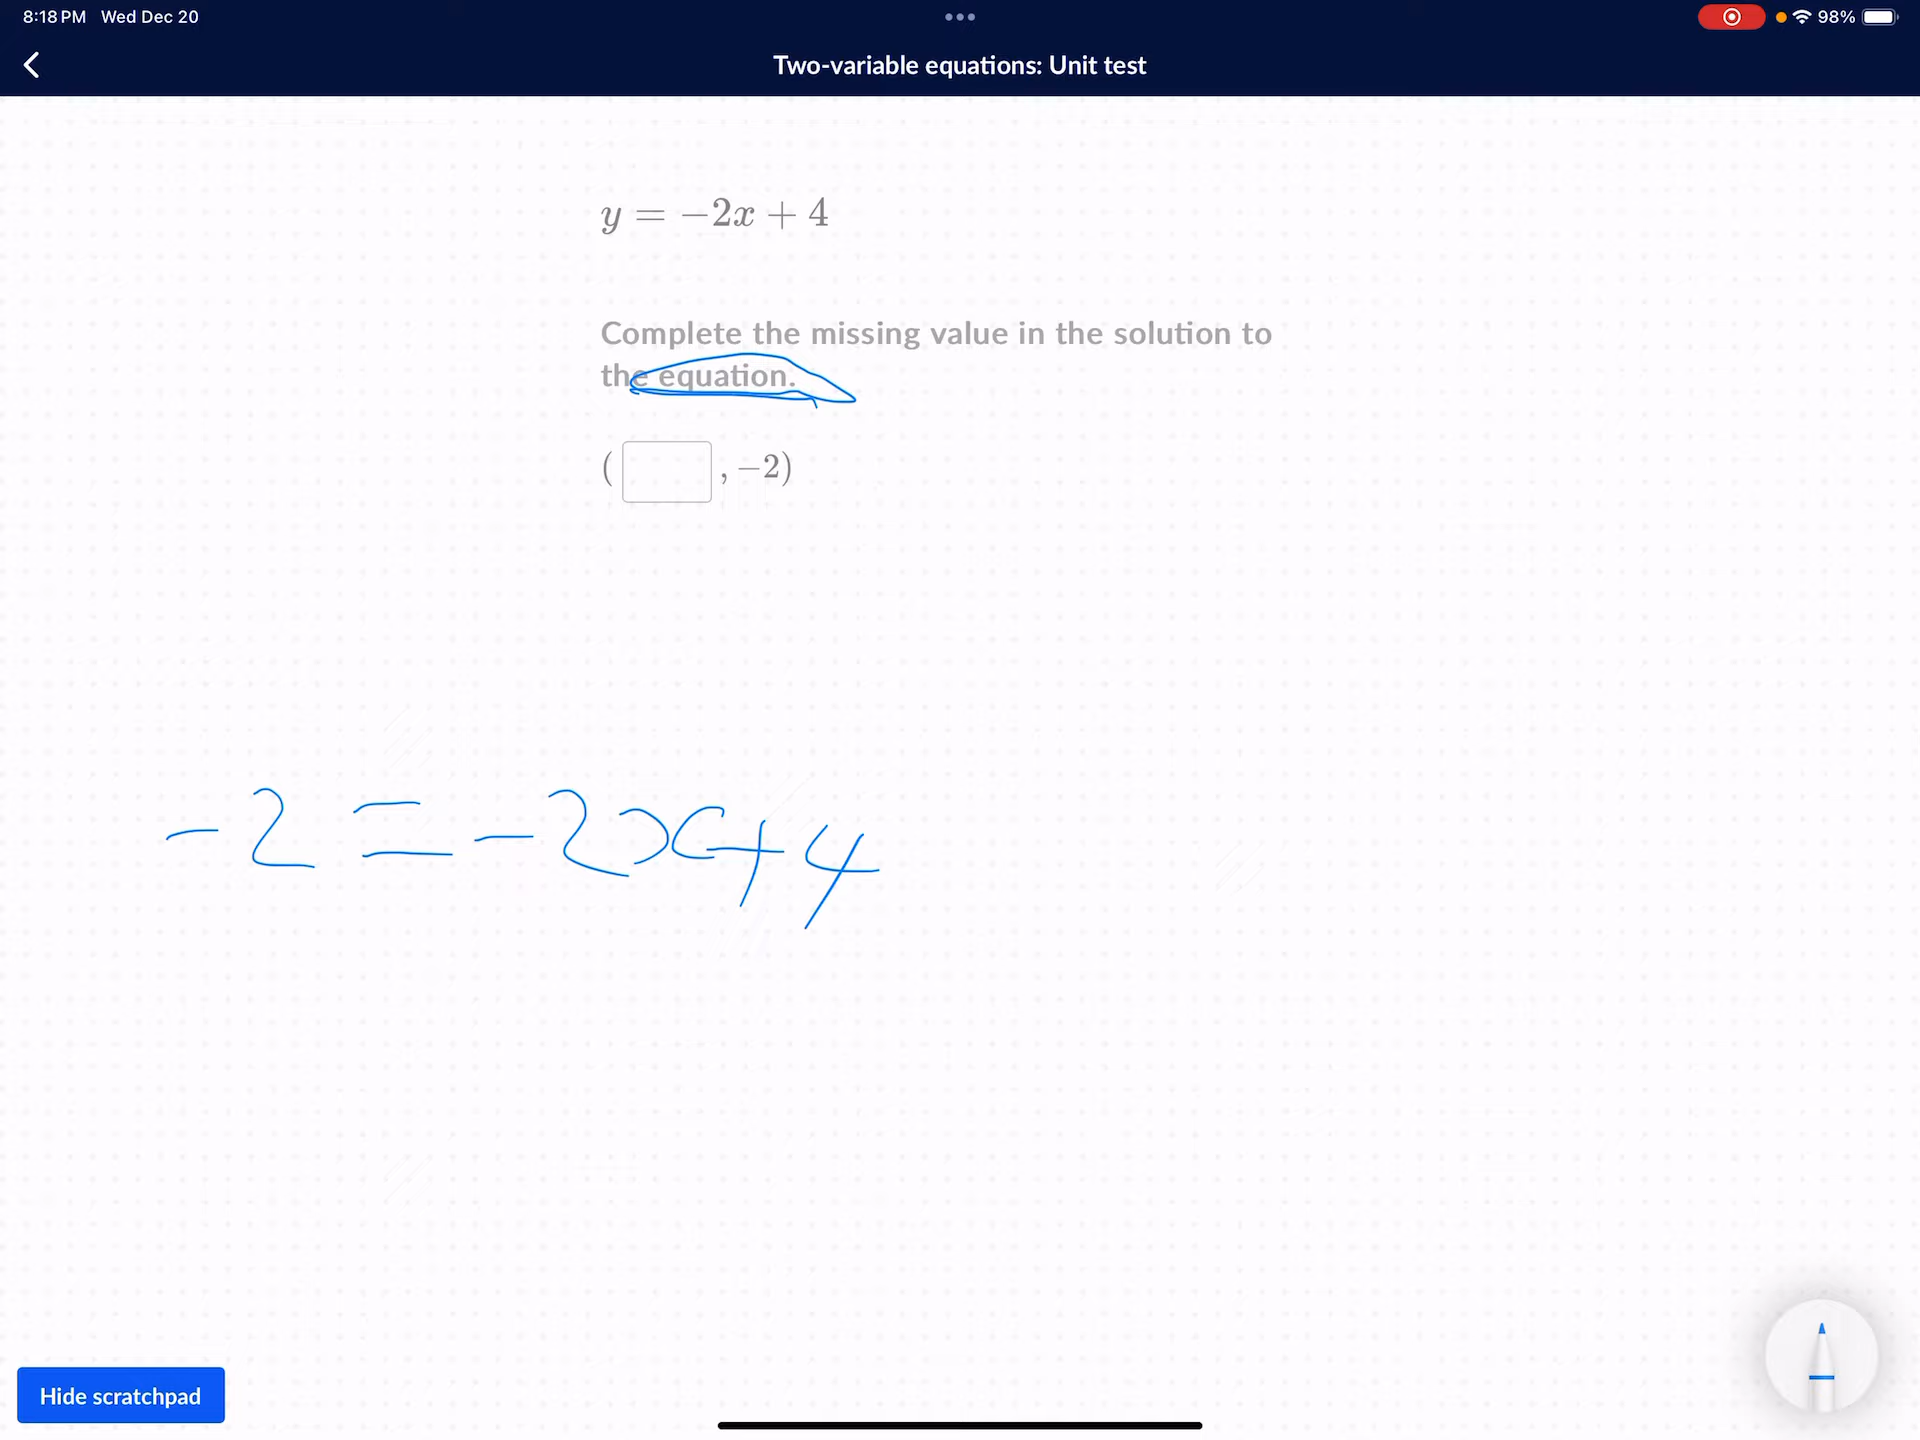 8:18 PM Wed Dec 20
98%
Two-variable equations: Unit test
y = −2x + 4
Complete the missing value in the solution to
the equation.
( , −2)
-2 = -2x+4
Hide scratchpad